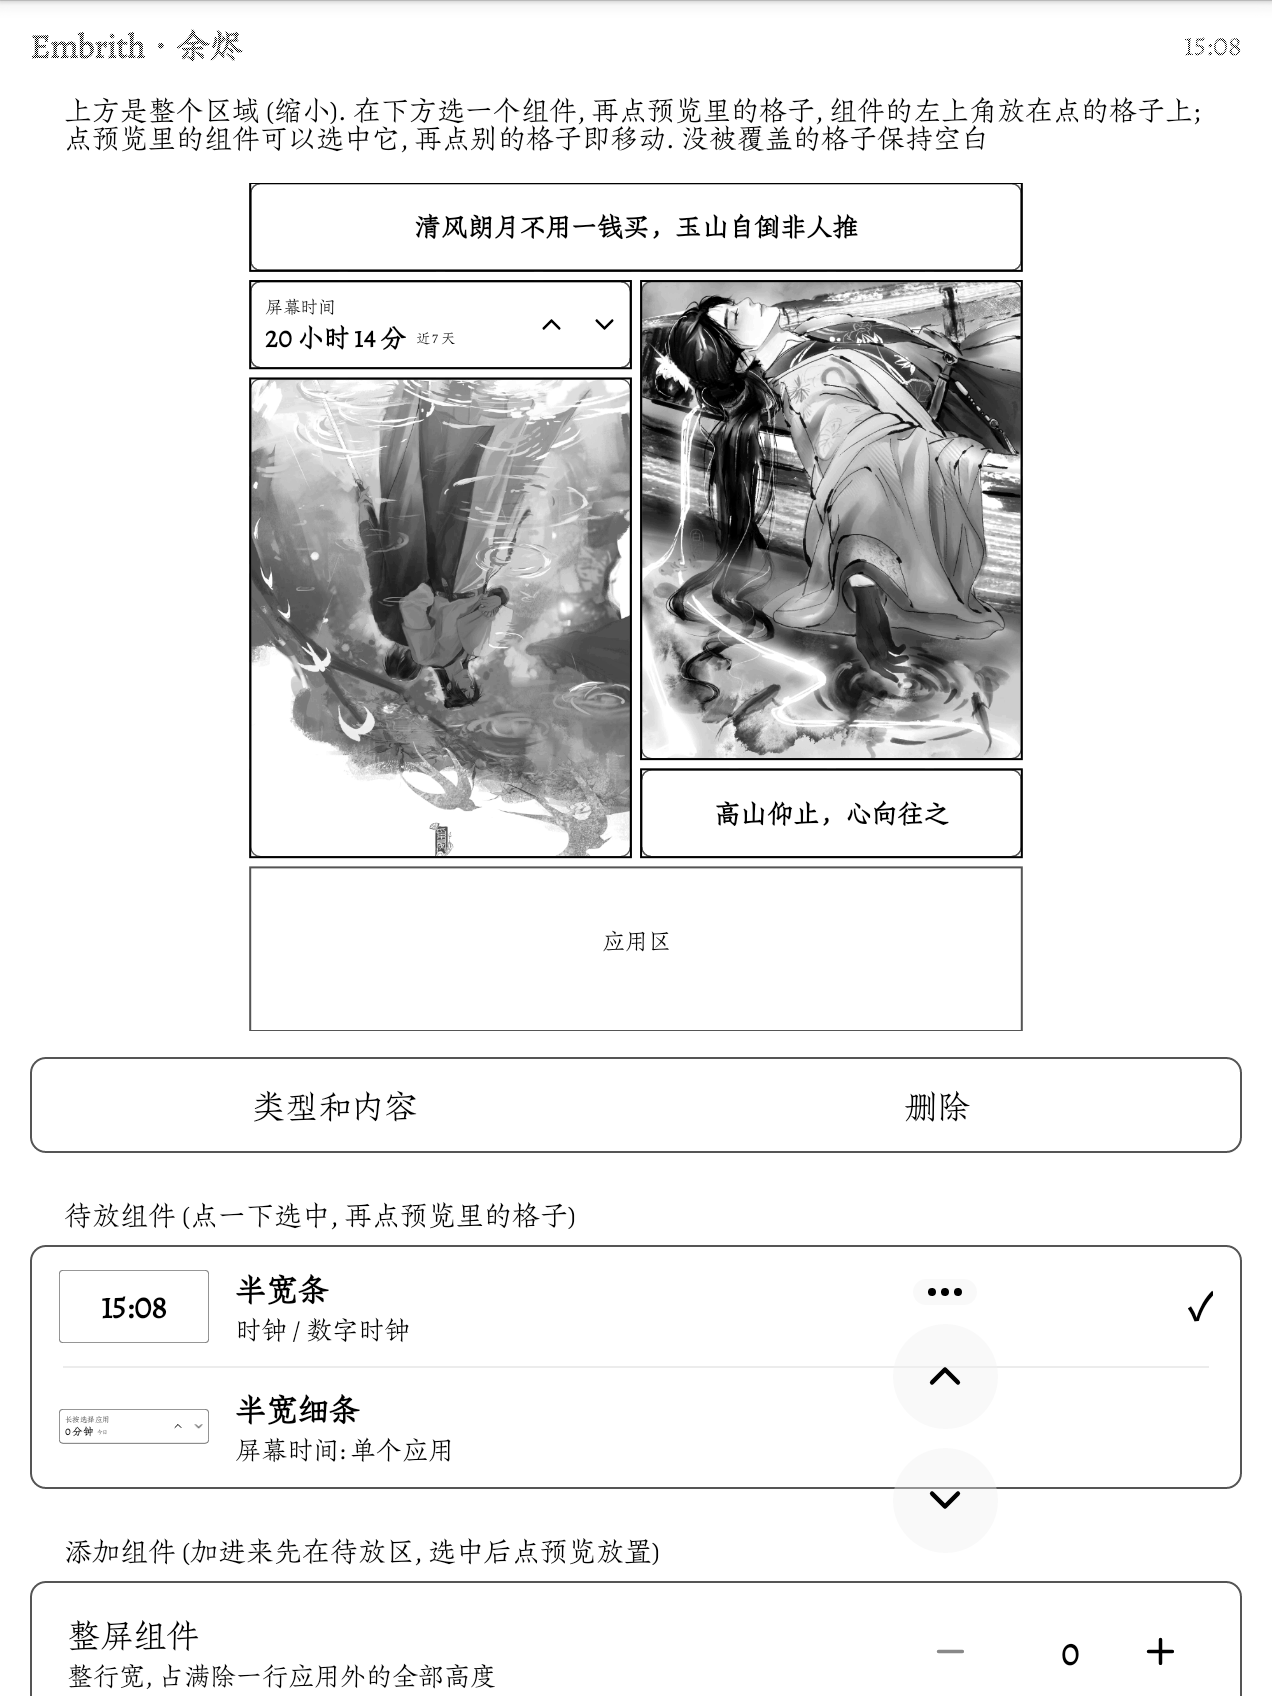 Embrith · 余烬
15:08
上方是整个区域 (缩小). 在下方选一个组件, 再点预览里的格子, 组件的左上角放在点的格子上;
点预览里的组件可以选中它, 再点别的格子即移动. 没被覆盖的格子保持空白
清风朗月不用一钱买，玉山自倒非人推
屏幕时间
20 小时 14 分 近7天
高山仰止，心向往之
应用区
类型和内容
删除
待放组件 (点一下选中, 再点预览里的格子)
15:08
半宽条
时钟 / 数字时钟
长按选择应用
0分钟 今日
半宽细条
屏幕时间: 单个应用
添加组件 (加进来先在待放区, 选中后点预览放置)
整屏组件
整行宽, 占满除一行应用外的全部高度
0